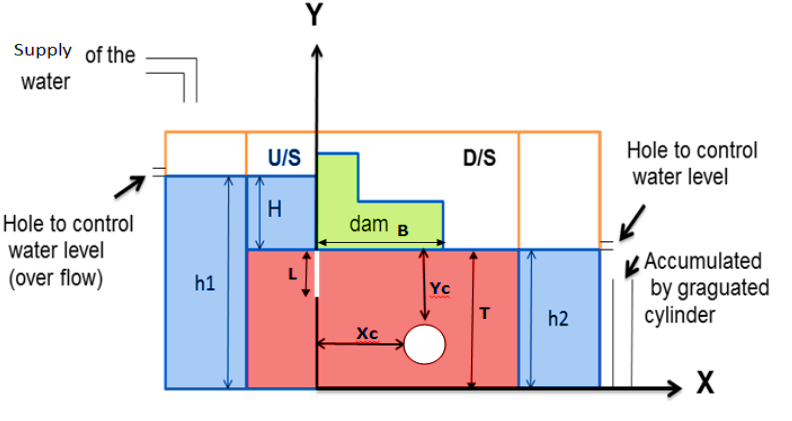 Y
Supply of the
water
U/S
D/S
Hole to control
water level
Hole to control
water level
(over flow)
H
dam B
Accumulated
by graguated
cylinder
h1
L
Yc
T
h2
Xc
X